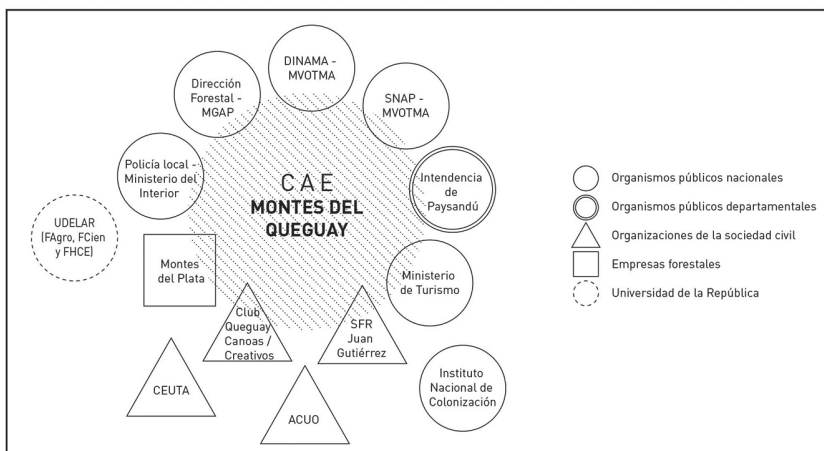 DINAMA -
MVOTMA
Dirección
Forestal -
MGAP
SNAP -
MVOTMA
Policía local -
Ministerio del
Interior
CAE
MONTES DEL
QUEGUAY
Intendencia
de
Paysandú
UDELAR
(FAgro, FCien
y FHCE)
Montes
del Plata
Ministerio
de Turismo
Club
Queguay
Canoas /
Creativos
SFR
Juan
Gutiérrez
CEUTA
ACUO
Instituto
Nacional de
Colonización
Organismos públicos nacionales
Organismos públicos departamentales
Organizaciones de la sociedad civil
Empresas forestales
Universidad de la República